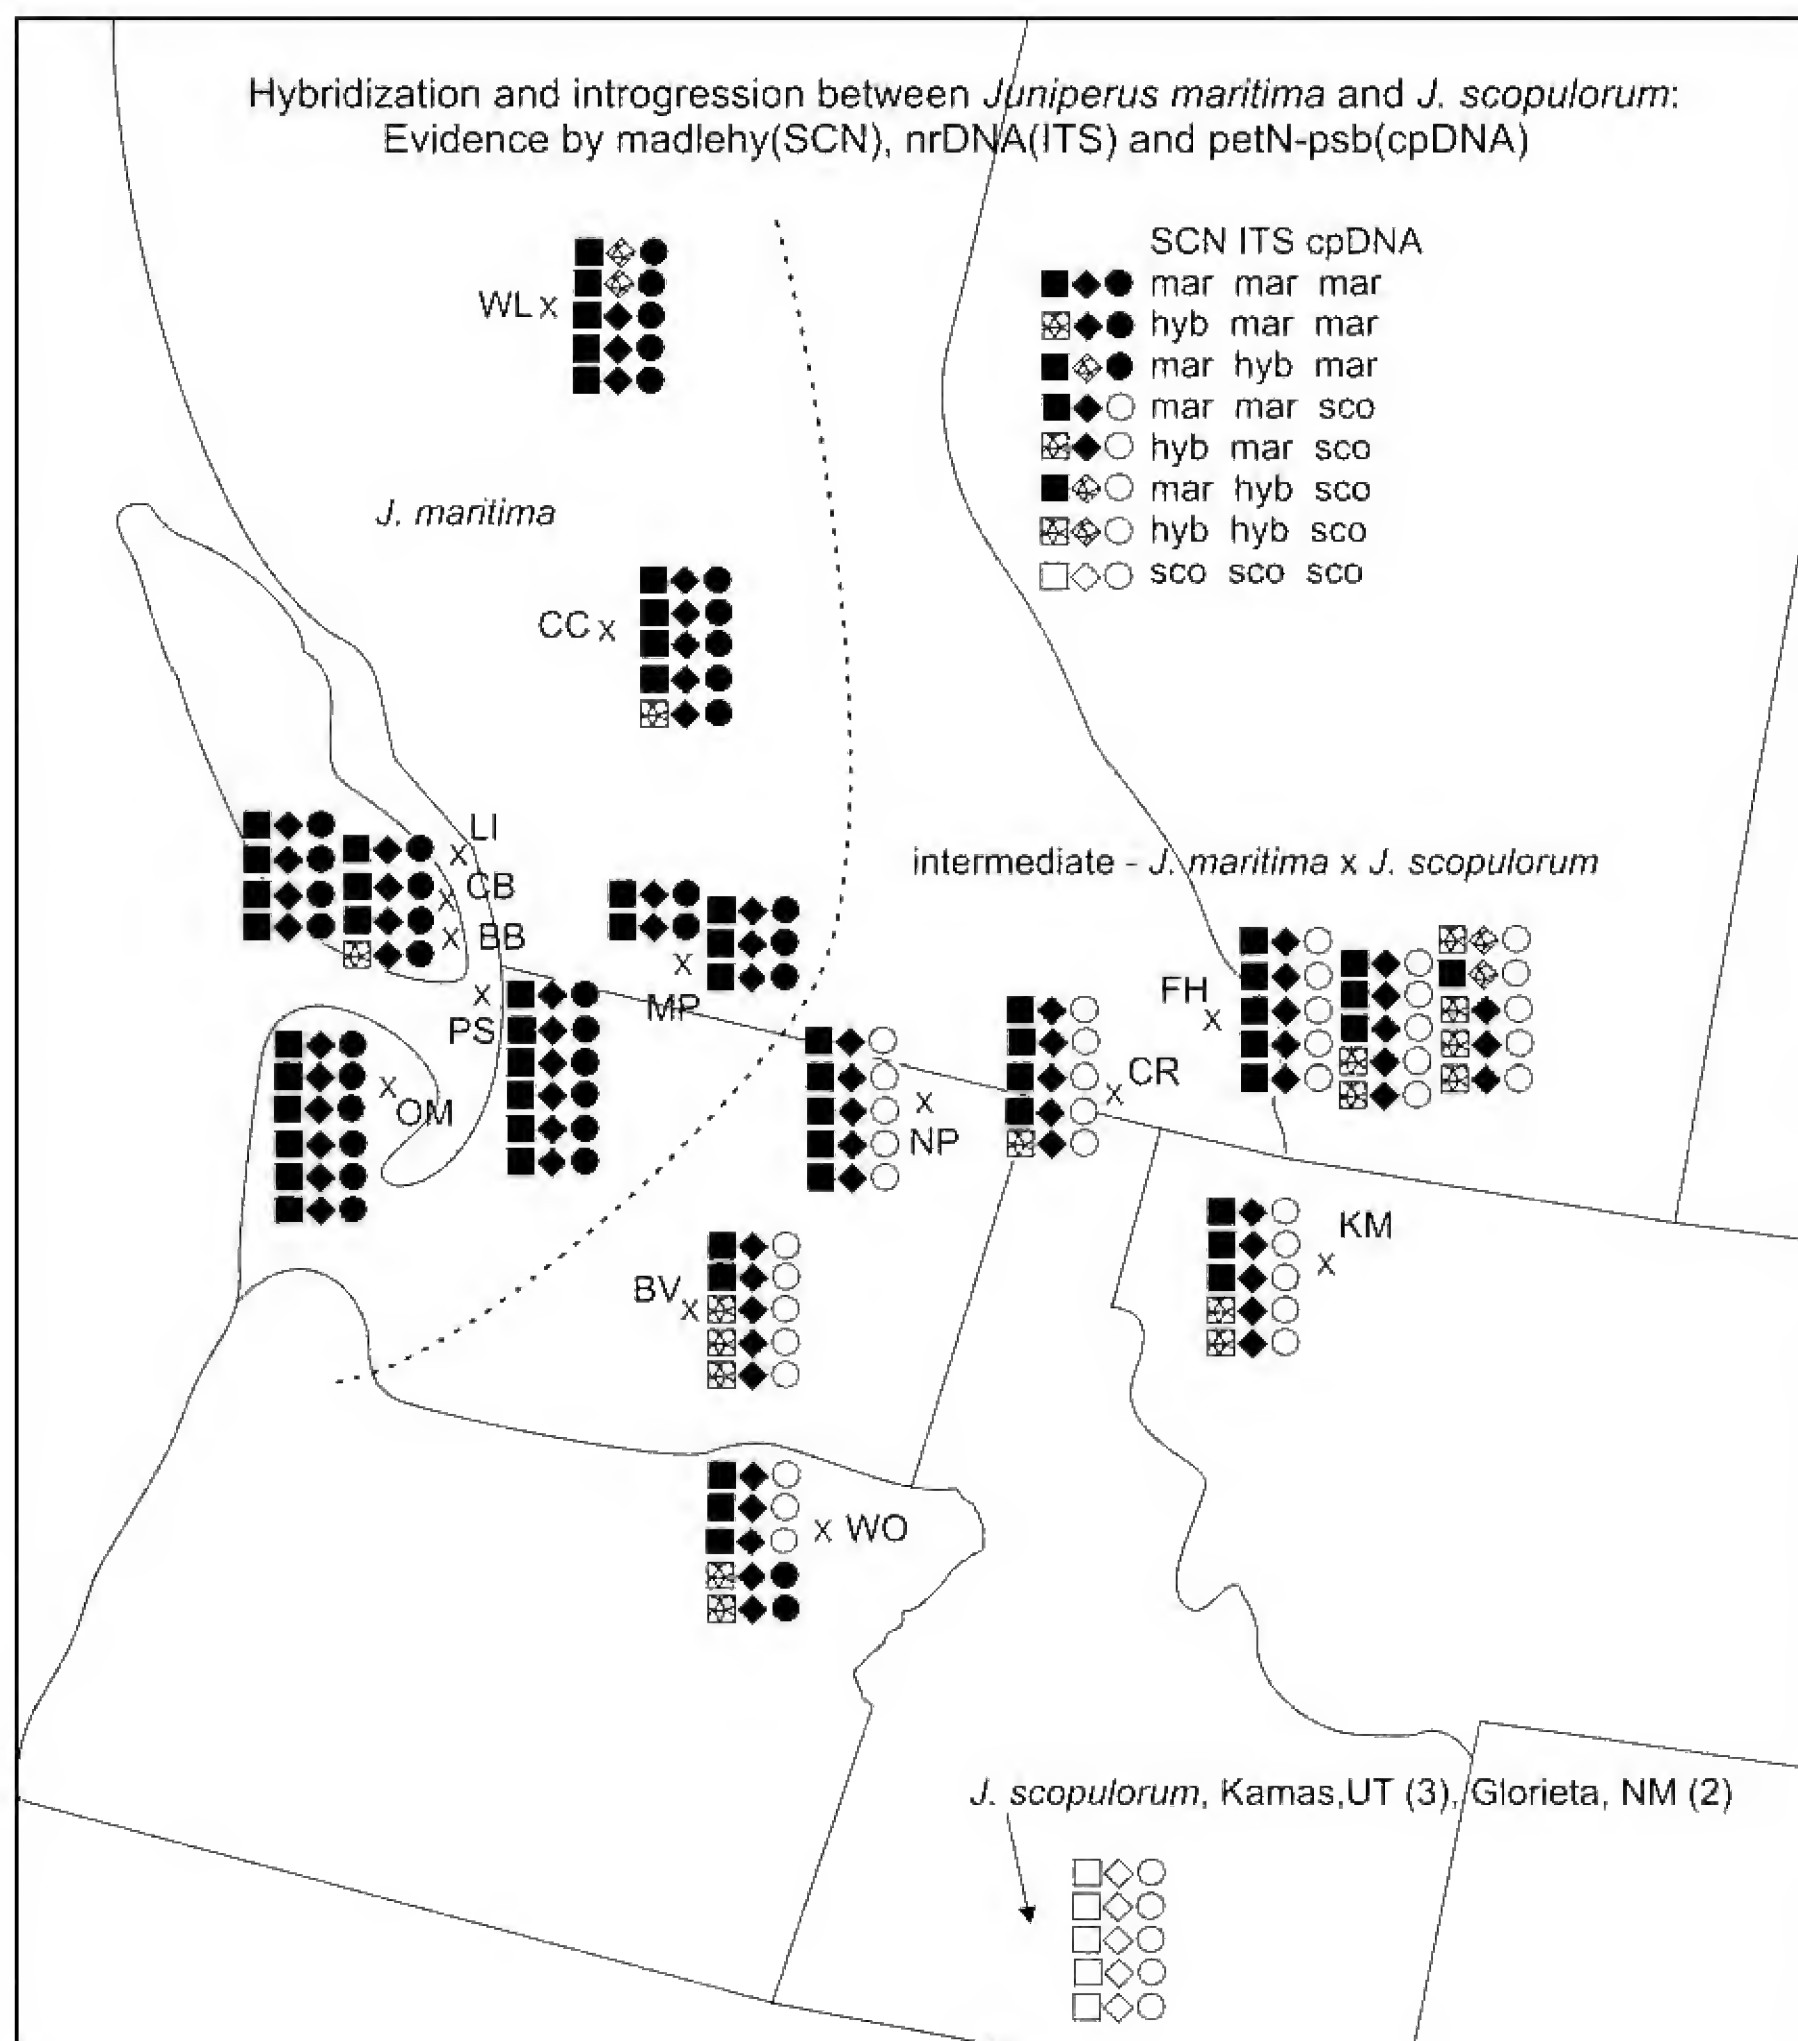 Hybridization and introgression between Juniperus maritima and J. scopulorum:
Evidence by madlehy(SCN), nrDNA(ITS) and petN-psb(cpDNA)
SCN ITS cpDNA
mar mar mar
hyb mar mar
mar hyb mar
mar mar sco
hyb mar sco
mar hyb sco
hyb hyb sco
sco sco sco
WL x
J. maritima
CC x
LI
x
CB
x
x BB
x
PS
x
MP
intermediate - J. maritima x J. scopulorum
FH
x
CR
x
x
OM
x
NP
KM
x
BV
x
x WO
J. scopulorum, Kamas,UT (3), Glorieta, NM (2)